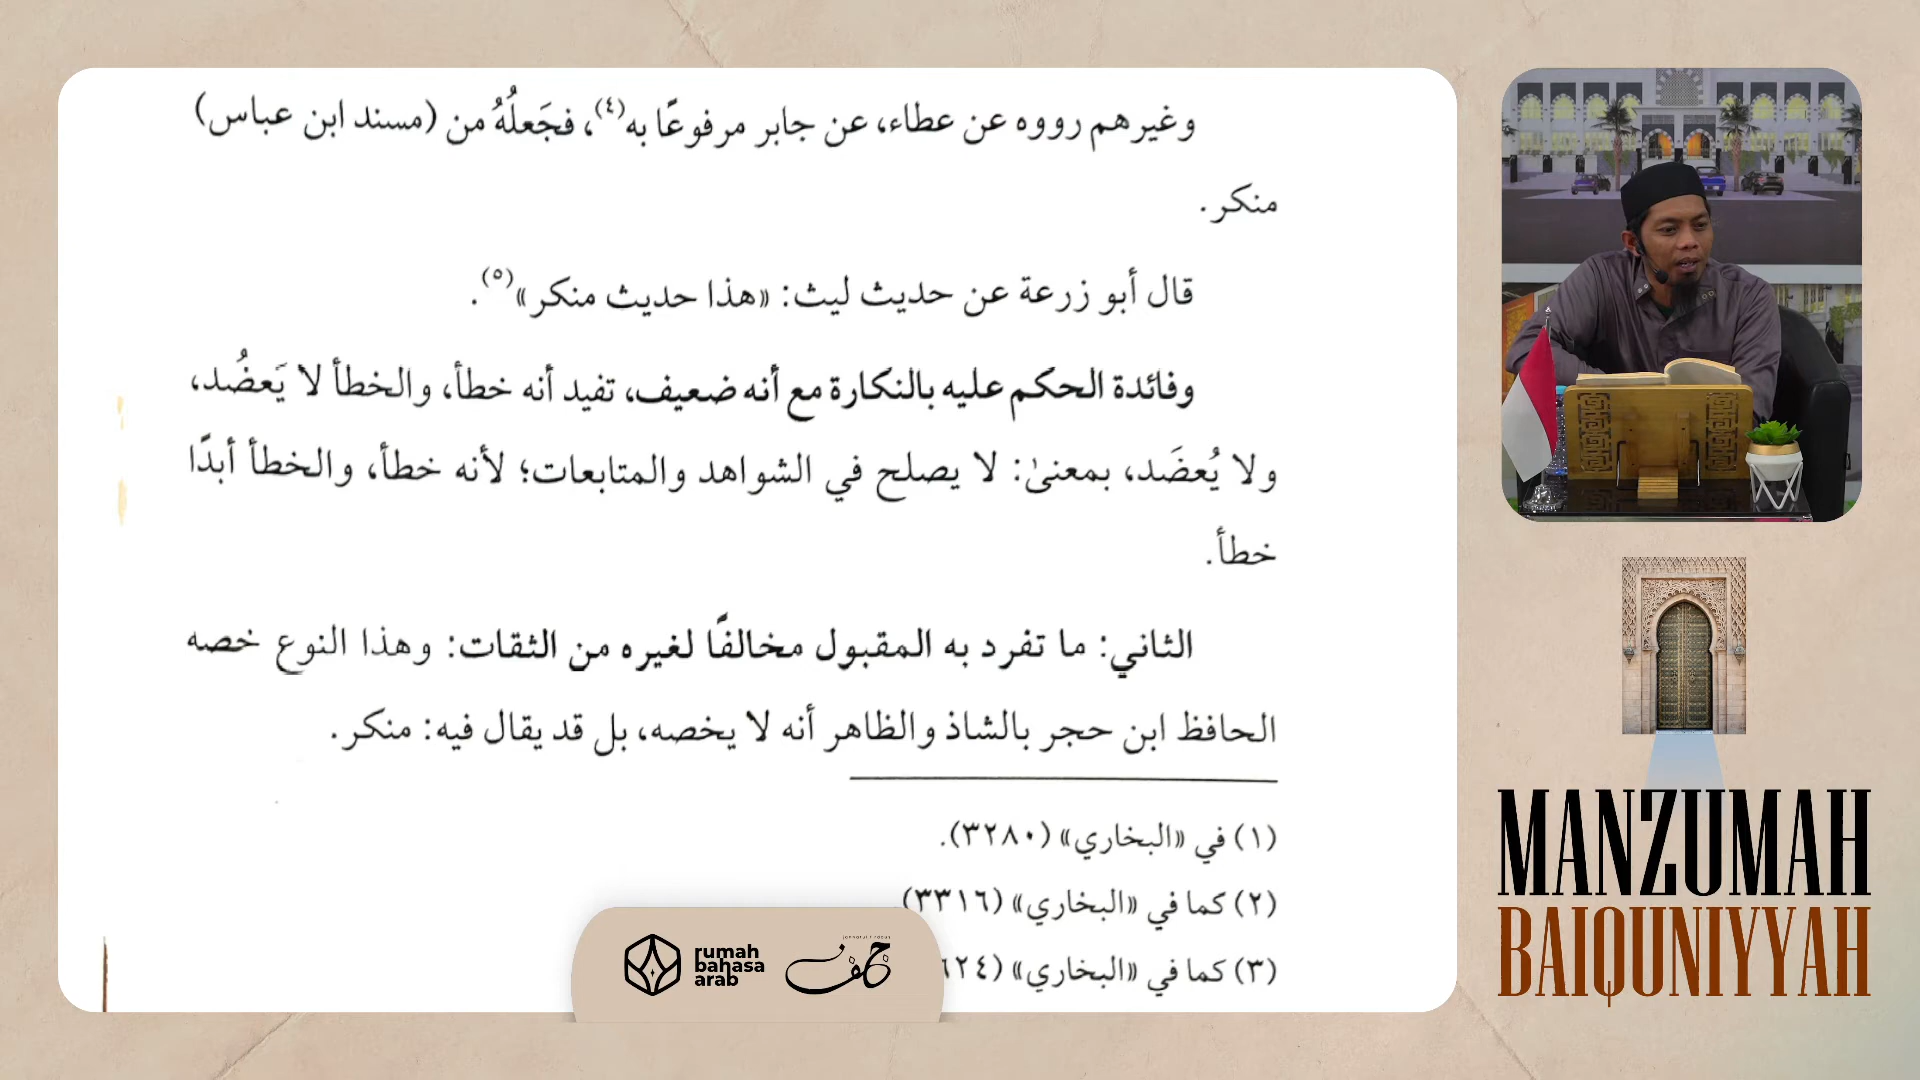 وغيرهم رووه عن عطاء، عن جابر مرفوعًا به(٤)، فجَعلُهُ من (مسند ابن عباس)
منكر.
قال أبو زرعة عن حديث ليث: «هذا حديث منكر»(٥).
وفائدة الحكم عليه بالنكارة مع أنه ضعيف، تفيد أنه خطأ، والخطأ لا يَعضُد،
ولا يُعضَد، بمعنىٰ: لا يصلح في الشواهد والمتابعات؛ لأنه خطأ، والخطأ أبدًا
خطأ.
الثاني: ما تفرد به المقبول مخالفًا لغيره من الثقات: وهذا النوع خصه
الحافظ ابن حجر بالشاذ والظاهر أنه لا يخصه، بل قد يقال فيه: منكر.
(١) في «البخاري» (٣٢٨٠).
(٢) كما في «البخاري» (٣٣١٦)
(٣) كما في «البخاري» (٦٢٤
rumah
bahasa
arab
MANZUMAH
BAIQUNIYYAH